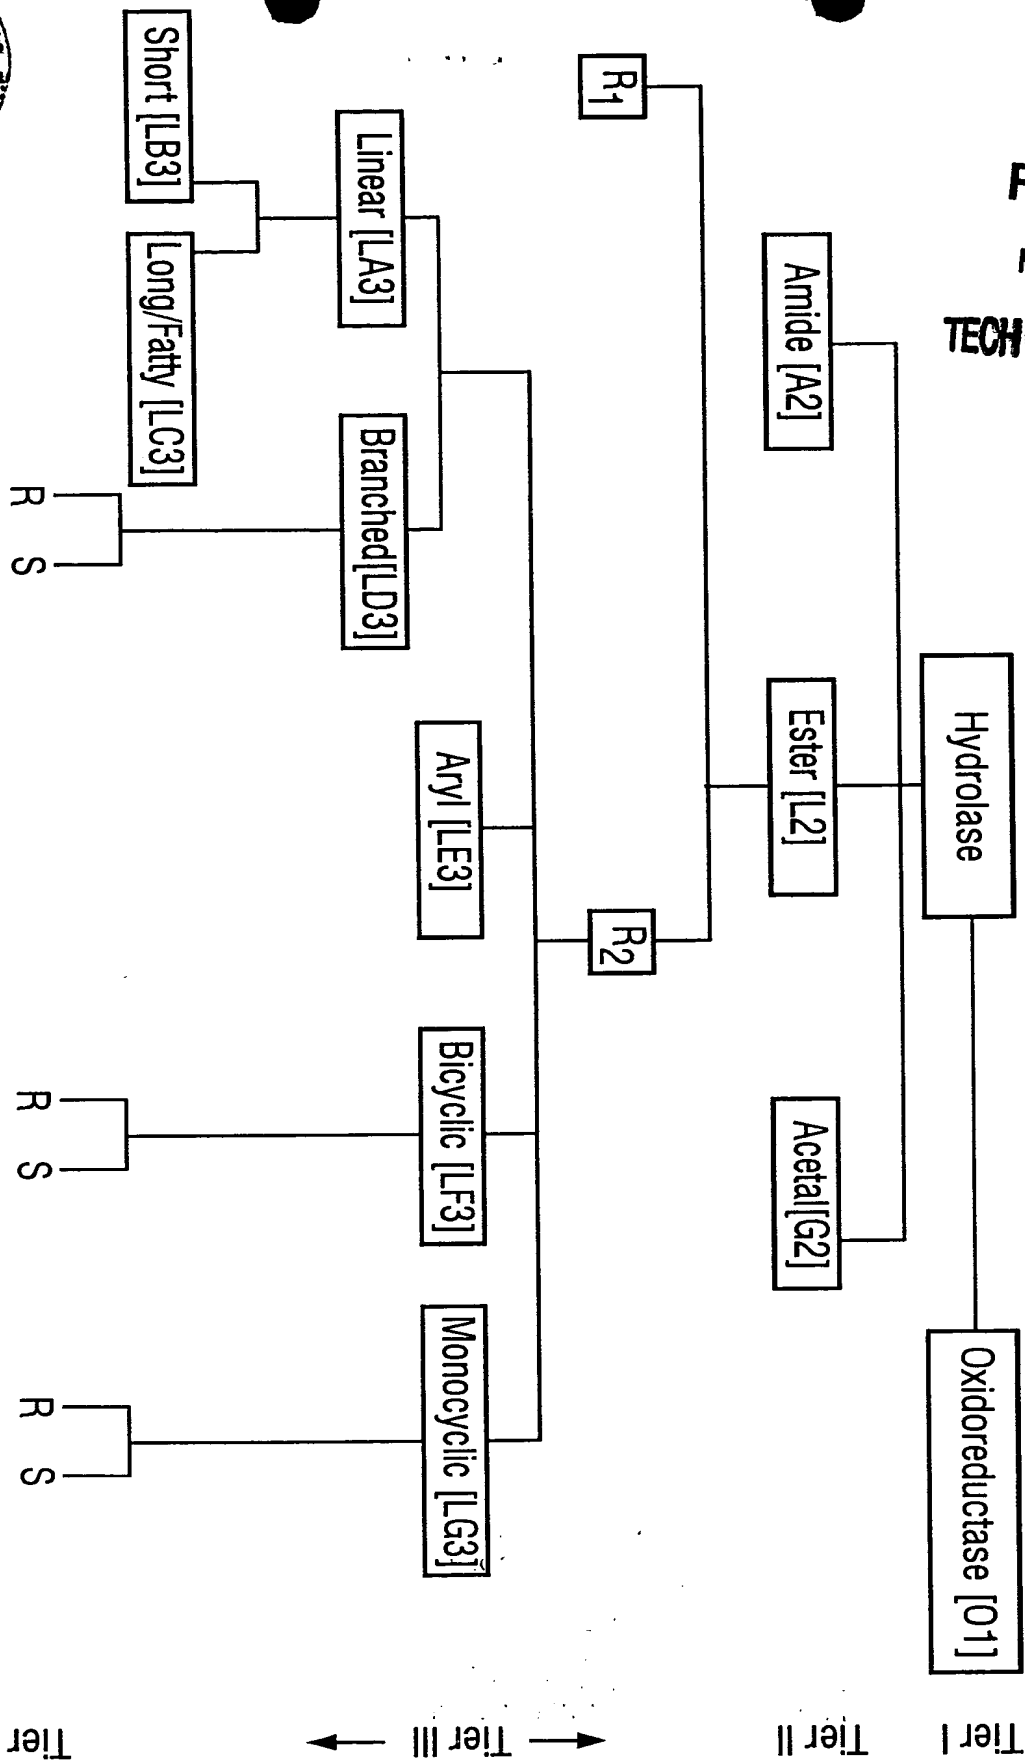 TECH
Hydrolase
Oxidoreductase [O1]
Tier I
Amide [A2]
Ester [L2]
Acetal[G2]
Tier II
R1
R2
Linear [LA3]
Branched[LD3]
Aryl [LE3]
Bicyclic [LF3]
Monocyclic [LG3]
Tier III
Short [LB3]
Long/Fatty [LC3]
R S
R S
R S
Tier